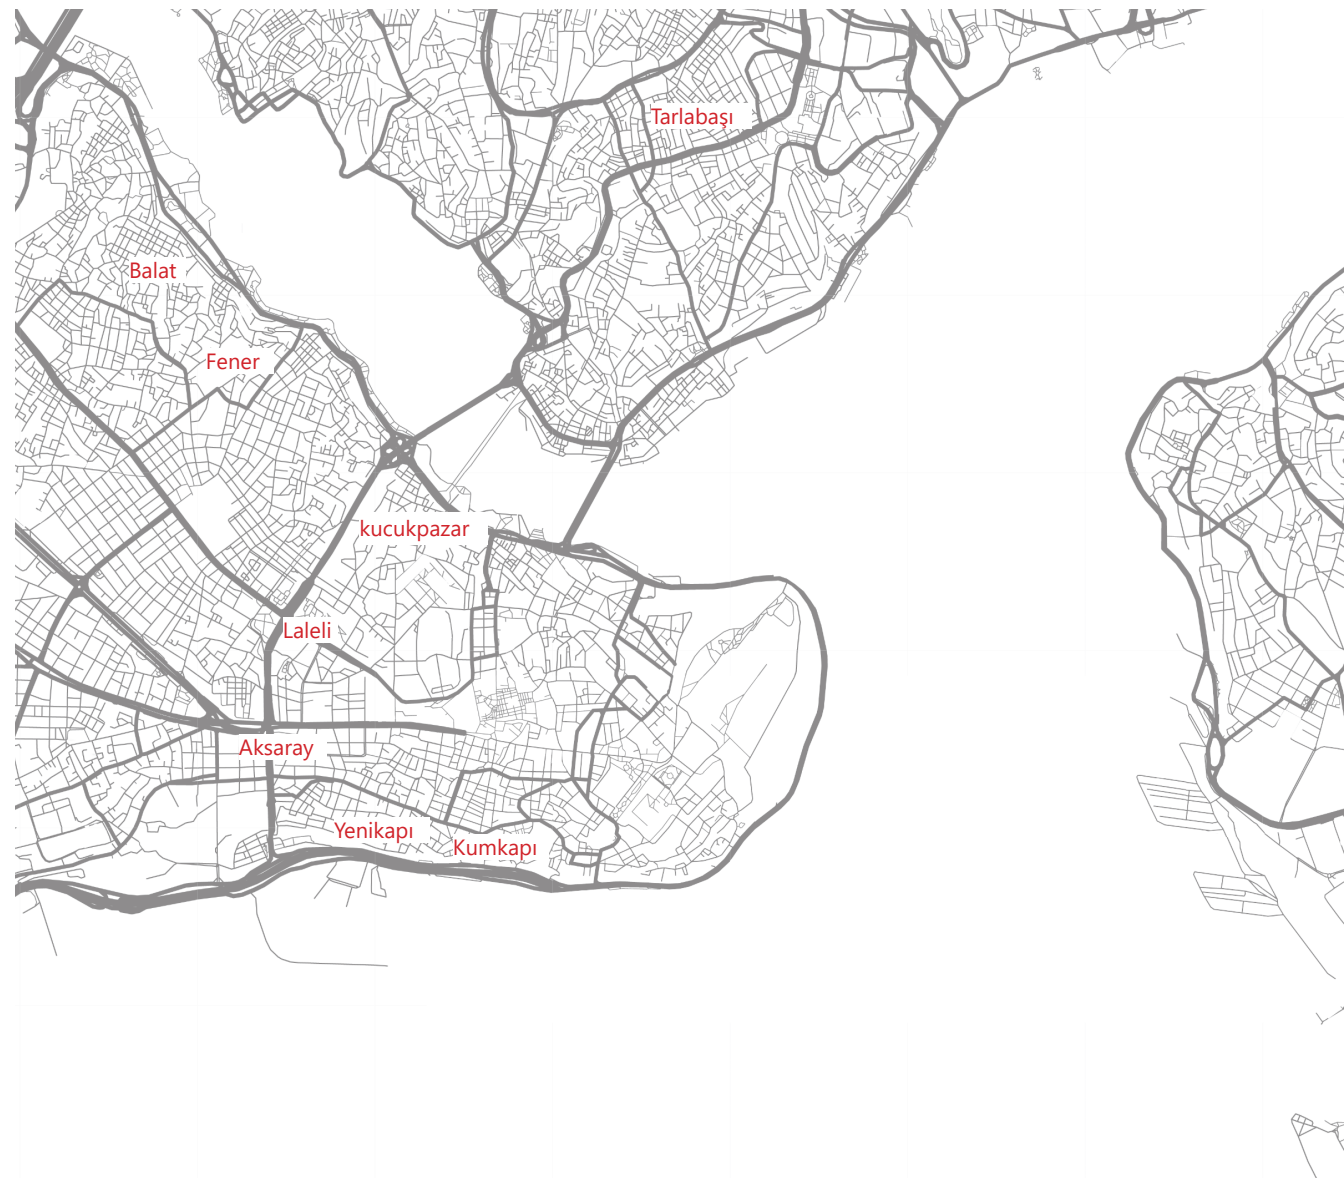 Tarlabaşı
Balat
Fener
kucukpazar
Laleli
Aksaray
Yenikapı
Kumkapı